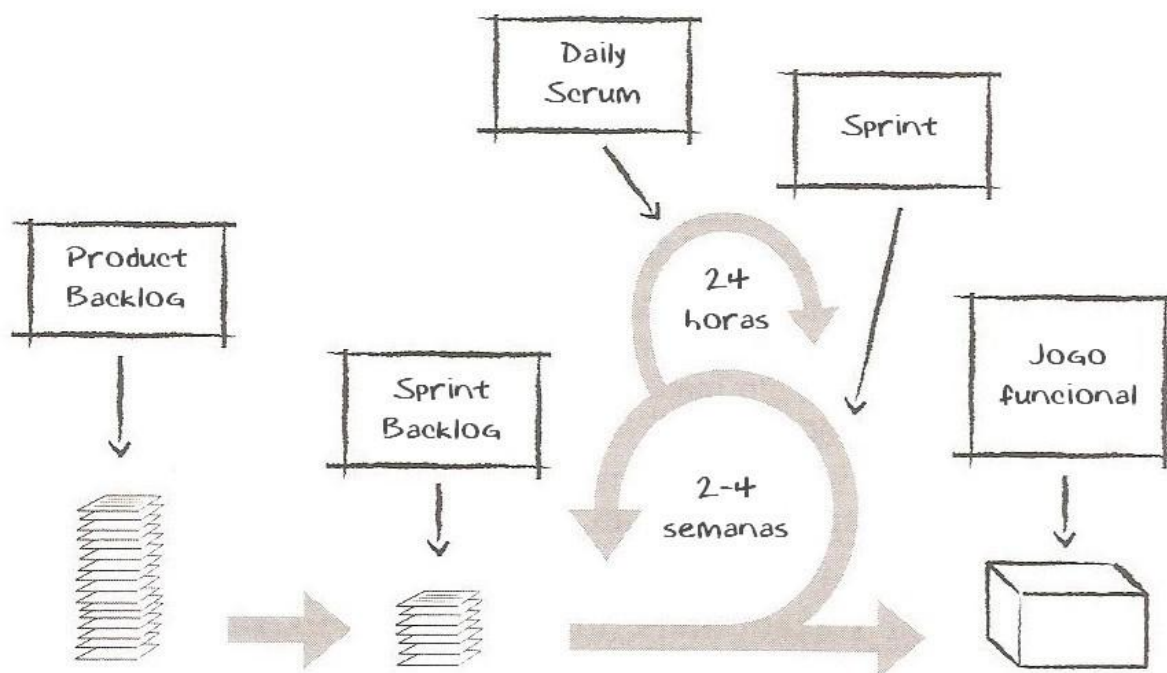 Daily
Scrum
Sprint
Product
Backlog
24
horas
Jogo
funcional
Sprint
Backlog
2-4
semanas